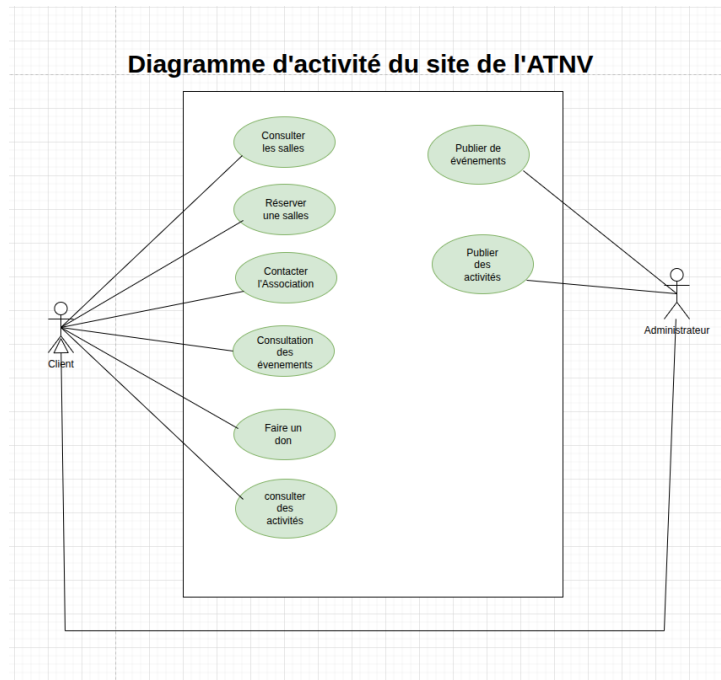 Diagramme d'activité du site de l'ATNV
Consulter
les salles
Réserver
une salles
Contacter
l'Association
Consultation
des
évenements
Faire un
don
consulter
des
activités
Publier de
événements
Publier
des
activités
Client
Administrateur